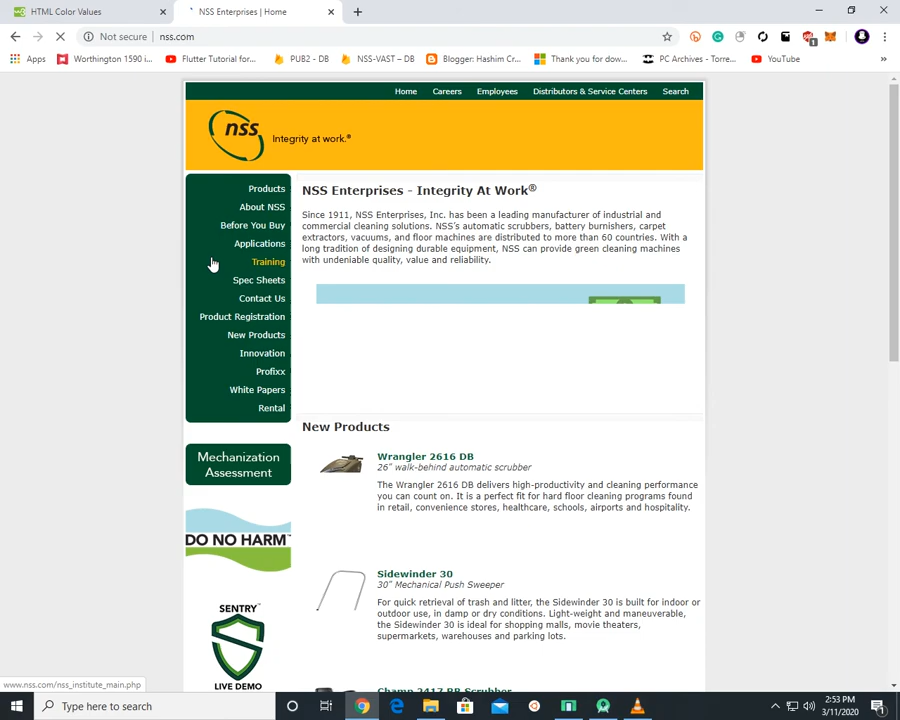 HTML Color Values
NSS Enterprises | Home
Not secure | nss.com
1
Apps
Worthington 1590 i...
Flutter Tutorial for...
PUB2 - DB
NSS-VAST – DB
Blogger: Hashim Cr...
Thank you for dow...
PC Archives - Torre...
YouTube
»
Home
Careers
Employees
Distributors & Service Centers
Search
nss
Integrity at work.®
Products
About NSS
Before You Buy
Applications
Training
Spec Sheets
Contact Us
Product Registration
New Products
Innovation
Profixx
White Papers
Rental
Mechanization
Assessment
DO NO HARM™
SENTRY™
LIVE DEMO
NSS Enterprises - Integrity At Work®
Since 1911, NSS Enterprises, Inc. has been a leading manufacturer of industrial and
commercial cleaning solutions. NSS's automatic scrubbers, battery burnishers, carpet
extractors, vacuums, and floor machines are distributed to more than 60 countries. With a
long tradition of designing durable equipment, NSS can provide green cleaning machines
with undeniable quality, value and reliability.
New Products
Wrangler 2616 DB
26" walk-behind automatic scrubber
The Wrangler 2616 DB delivers high-productivity and cleaning performance
you can count on. It is a perfect fit for hard floor cleaning programs found
in retail, convenience stores, healthcare, schools, airports and hospitality.
Sidewinder 30
30" Mechanical Push Sweeper
For quick retrieval of trash and litter, the Sidewinder 30 is built for indoor or
outdoor use, in damp or dry conditions. Light-weight and maneuverable,
the Sidewinder 30 is ideal for shopping malls, movie theaters,
supermarkets, warehouses and parking lots.
Champ 2417 RB Scrubber
www.nss.com/nss_institute_main.php
Type here to search
2:53 PM
3/11/2020
1